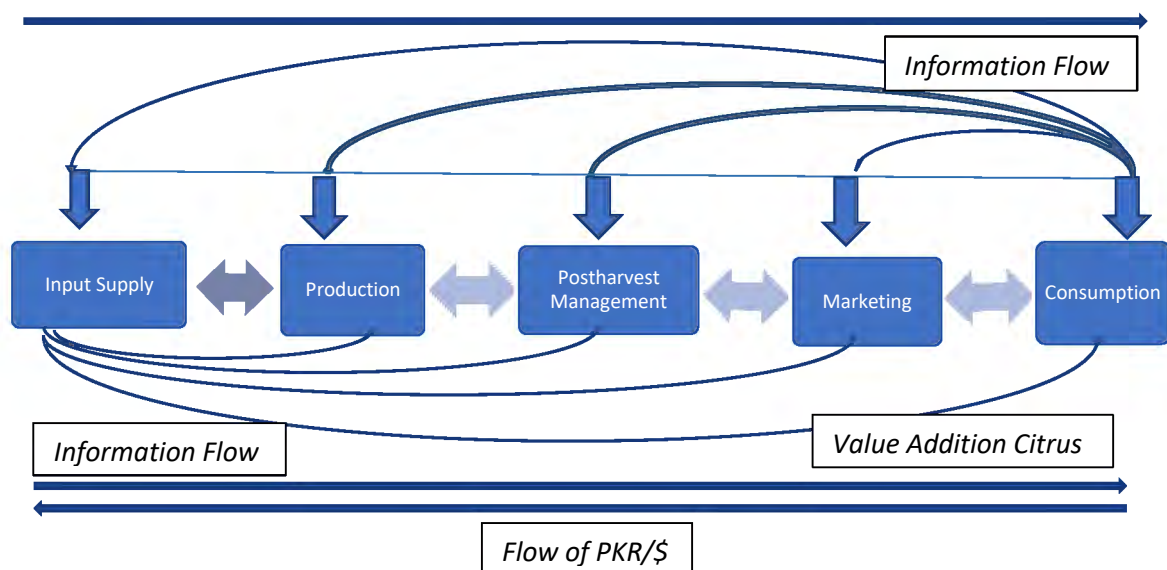 Information Flow
Input Supply
Production
Postharvest
Management
Marketing
Consumption
Information Flow
Value Addition Citrus
Flow of PKR/$